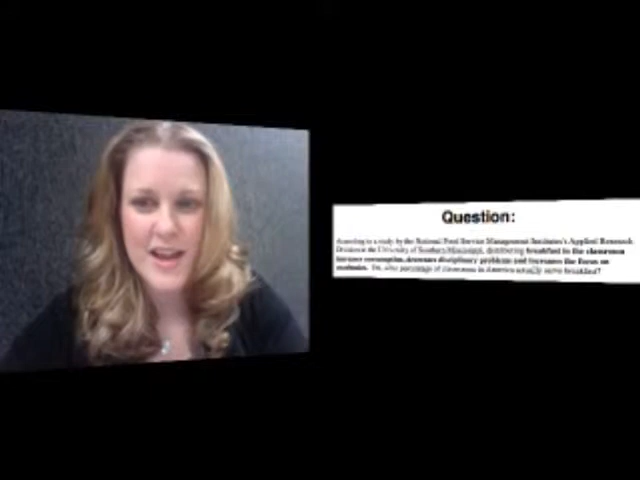 Question:
According to a study by the National Food Service Management Institute's Applied Research
Division at the University of Southern Mississippi, distributing breakfast in the classroom
increases consumption, decreases disciplinary problems and increases the focus on
academics. So, what percentage of classrooms in America actually serve breakfast?